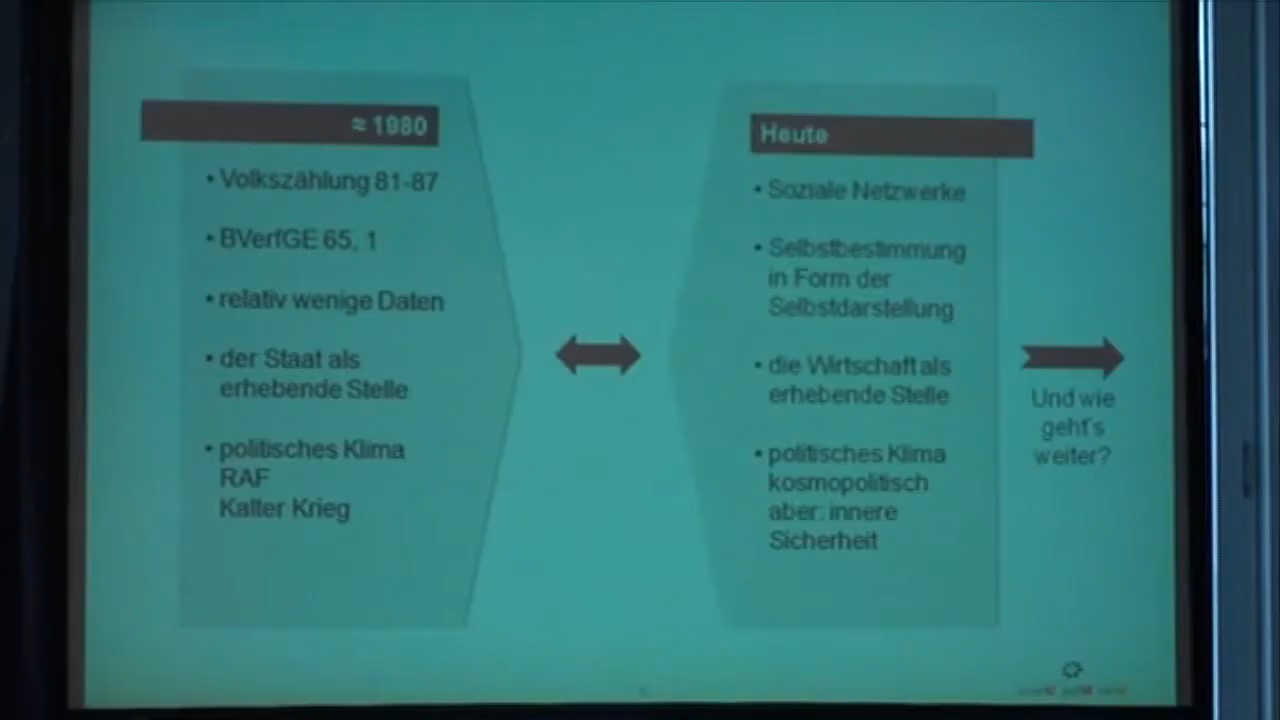 ≈ 1980
• Volkszählung 81-87
• BVerfGE 65, 1
• relativ wenige Daten
• der Staat als
erhebende Stelle
• politisches Klima
RAF
Kalter Krieg
Heute
• Soziale Netzwerke
• Selbstbestimmung
in Form der
Selbstdarstellung
• die Wirtschaft als
erhebende Stelle
• politisches Klima
kosmopolitisch
aber: innere
Sicherheit
Und wie
geht's
weiter?